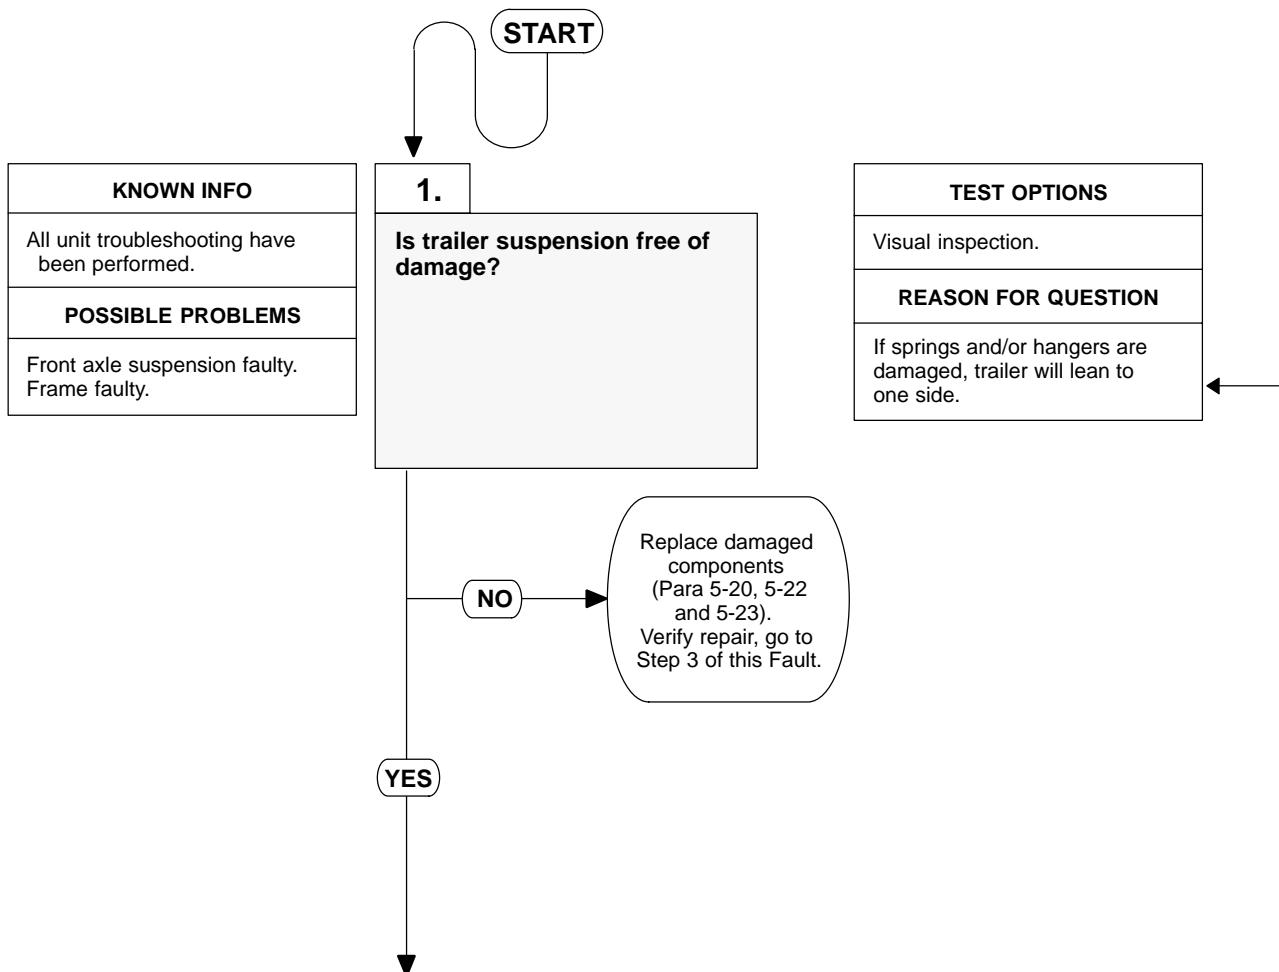 START
KNOWN INFO
All unit troubleshooting have
been performed.
POSSIBLE PROBLEMS
Front axle suspension faulty.
Frame faulty.
1.
Is trailer suspension free of
damage?
TEST OPTIONS
Visual inspection.
REASON FOR QUESTION
If springs and/or hangers are
damaged, trailer will lean to
one side.
NO
Replace damaged
components
(Para 5-20, 5-22
and 5-23).
Verify repair, go to
Step 3 of this Fault.
YES